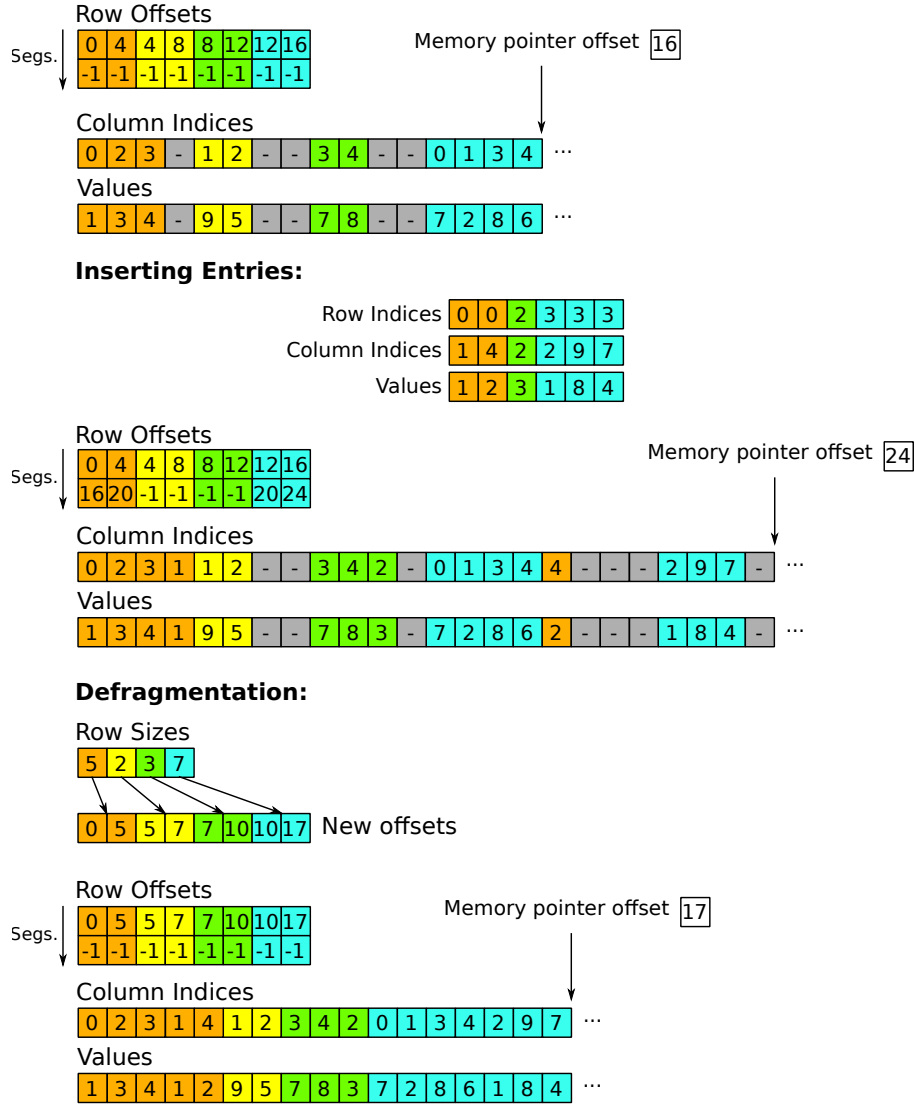 Row Offsets
Segs.
0 4 4 8 8 12 12 16
-1 -1 -1 -1 -1 -1 -1 -1
Memory pointer offset 16
Column Indices
0 2 3 - 1 2 - - 3 4 - - 0 1 3 4 ...
Values
1 3 4 - 9 5 - - 7 8 - - 7 2 8 6 ...
Inserting Entries:
Row Indices 0 0 2 3 3 3
Column Indices 1 4 2 2 9 7
Values 1 2 3 1 8 4
Row Offsets
Segs.
0 4 4 8 8 12 12 16
16 20 -1 -1 -1 -1 20 24
Memory pointer offset 24
Column Indices
0 2 3 1 1 2 - - 3 4 2 - 0 1 3 4 4 - - - 2 9 7 - ...
Values
1 3 4 1 9 5 - - 7 8 3 - 7 2 8 6 2 - - - 1 8 4 - ...
Defragmentation:
Row Sizes
5 2 3 7
0 5 5 7 7 10 10 17 New offsets
Row Offsets
Segs.
0 5 5 7 7 10 10 17
-1 -1 -1 -1 -1 -1 -1 -1
Memory pointer offset 17
Column Indices
0 2 3 1 4 1 2 3 4 2 0 1 3 4 2 9 7 ...
Values
1 3 4 1 2 9 5 7 8 3 7 2 8 6 1 8 4 ...